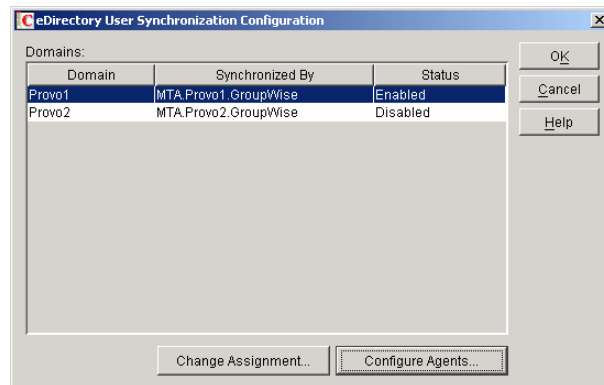 eDirectory User Synchronization Configuration
Domains:
Domain Synchronized By Status
Provo1 MTA.Provo1.GroupWise Enabled
Provo2 MTA.Provo2.GroupWise Disabled
OK
Cancel
Help
Change Assignment... Configure Agents...